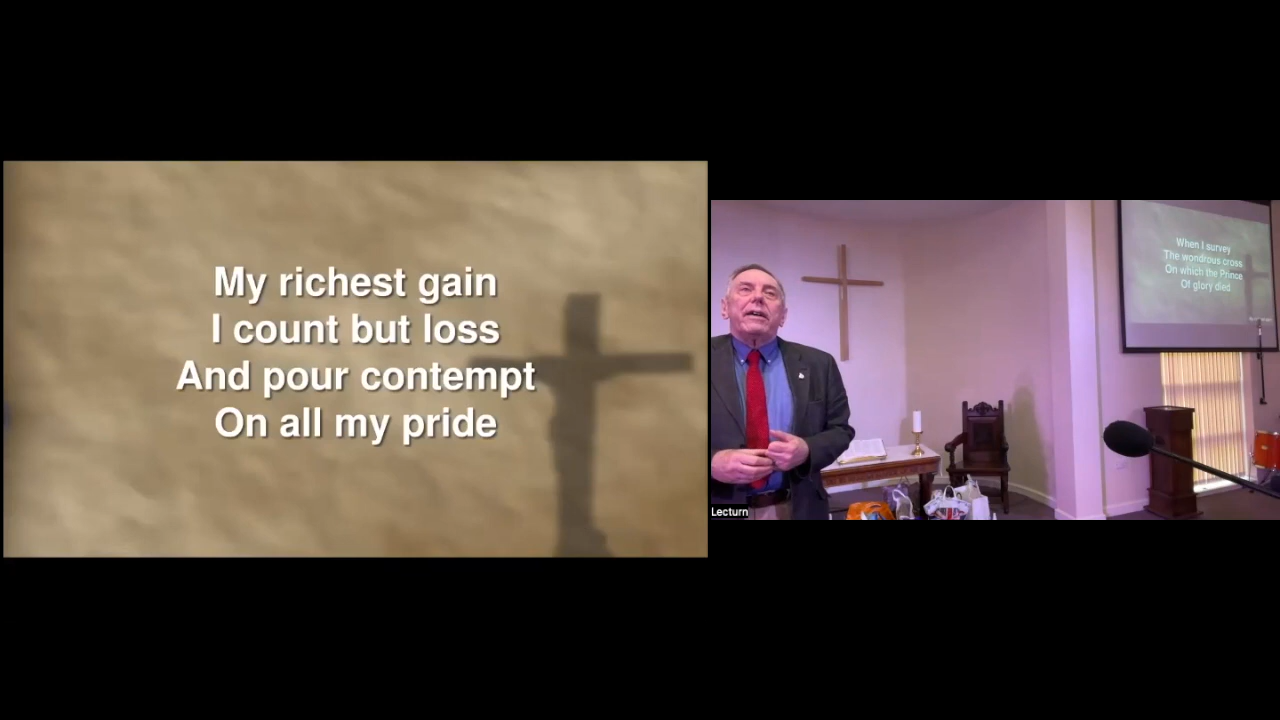 My richest gain
I count but loss
And pour contempt
On all my pride
When I survey
The wondrous cross
On which the Prince
Of glory died
Lecturn